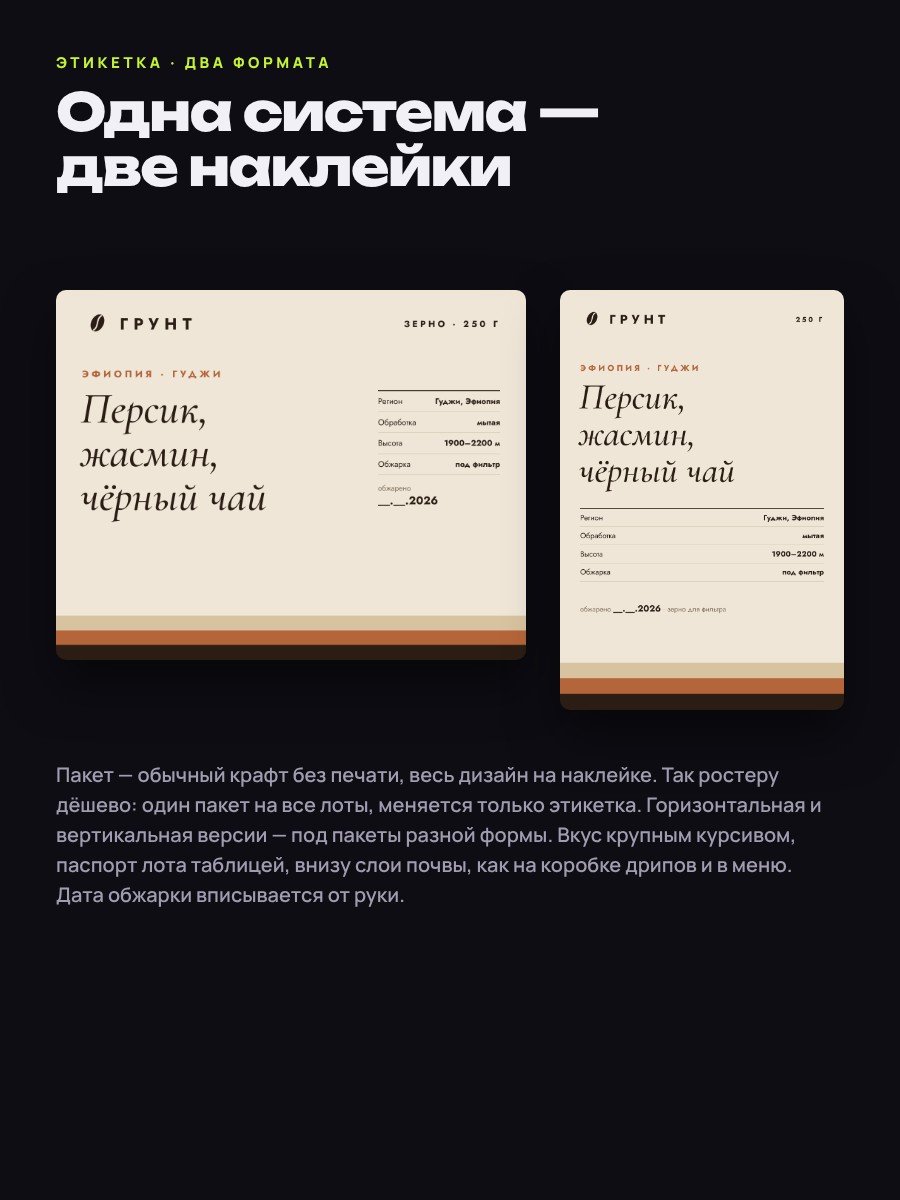 ЭТИКЕТКА · ДВА ФОРМАТА
Одна система —
две наклейки
ГРУНТ
ЗЕРНО · 250 Г
ЭФИОПИЯ · ГУДЖИ
Персик,
жасмин,
чёрный чай
Регион Гуджи, Эфиопия
Обработка мытая
Высота 1900–2200 м
Обжарка под фильтр
обжарено
__.__.2026
ГРУНТ
250 Г
ЭФИОПИЯ · ГУДЖИ
Персик,
жасмин,
чёрный чай
Регион Гуджи, Эфиопия
Обработка мытая
Высота 1900–2200 м
Обжарка под фильтр
обжарено __.__.2026 · зерно для фильтра
Пакет — обычный крафт без печати, весь дизайн на наклейке. Так ростеру
дёшево: один пакет на все лоты, меняется только этикетка. Горизонтальная и
вертикальная версии — под пакеты разной формы. Вкус крупным курсивом,
паспорт лота таблицей, внизу слои почвы, как на коробке дрипов и в меню.
Дата обжарки вписывается от руки.